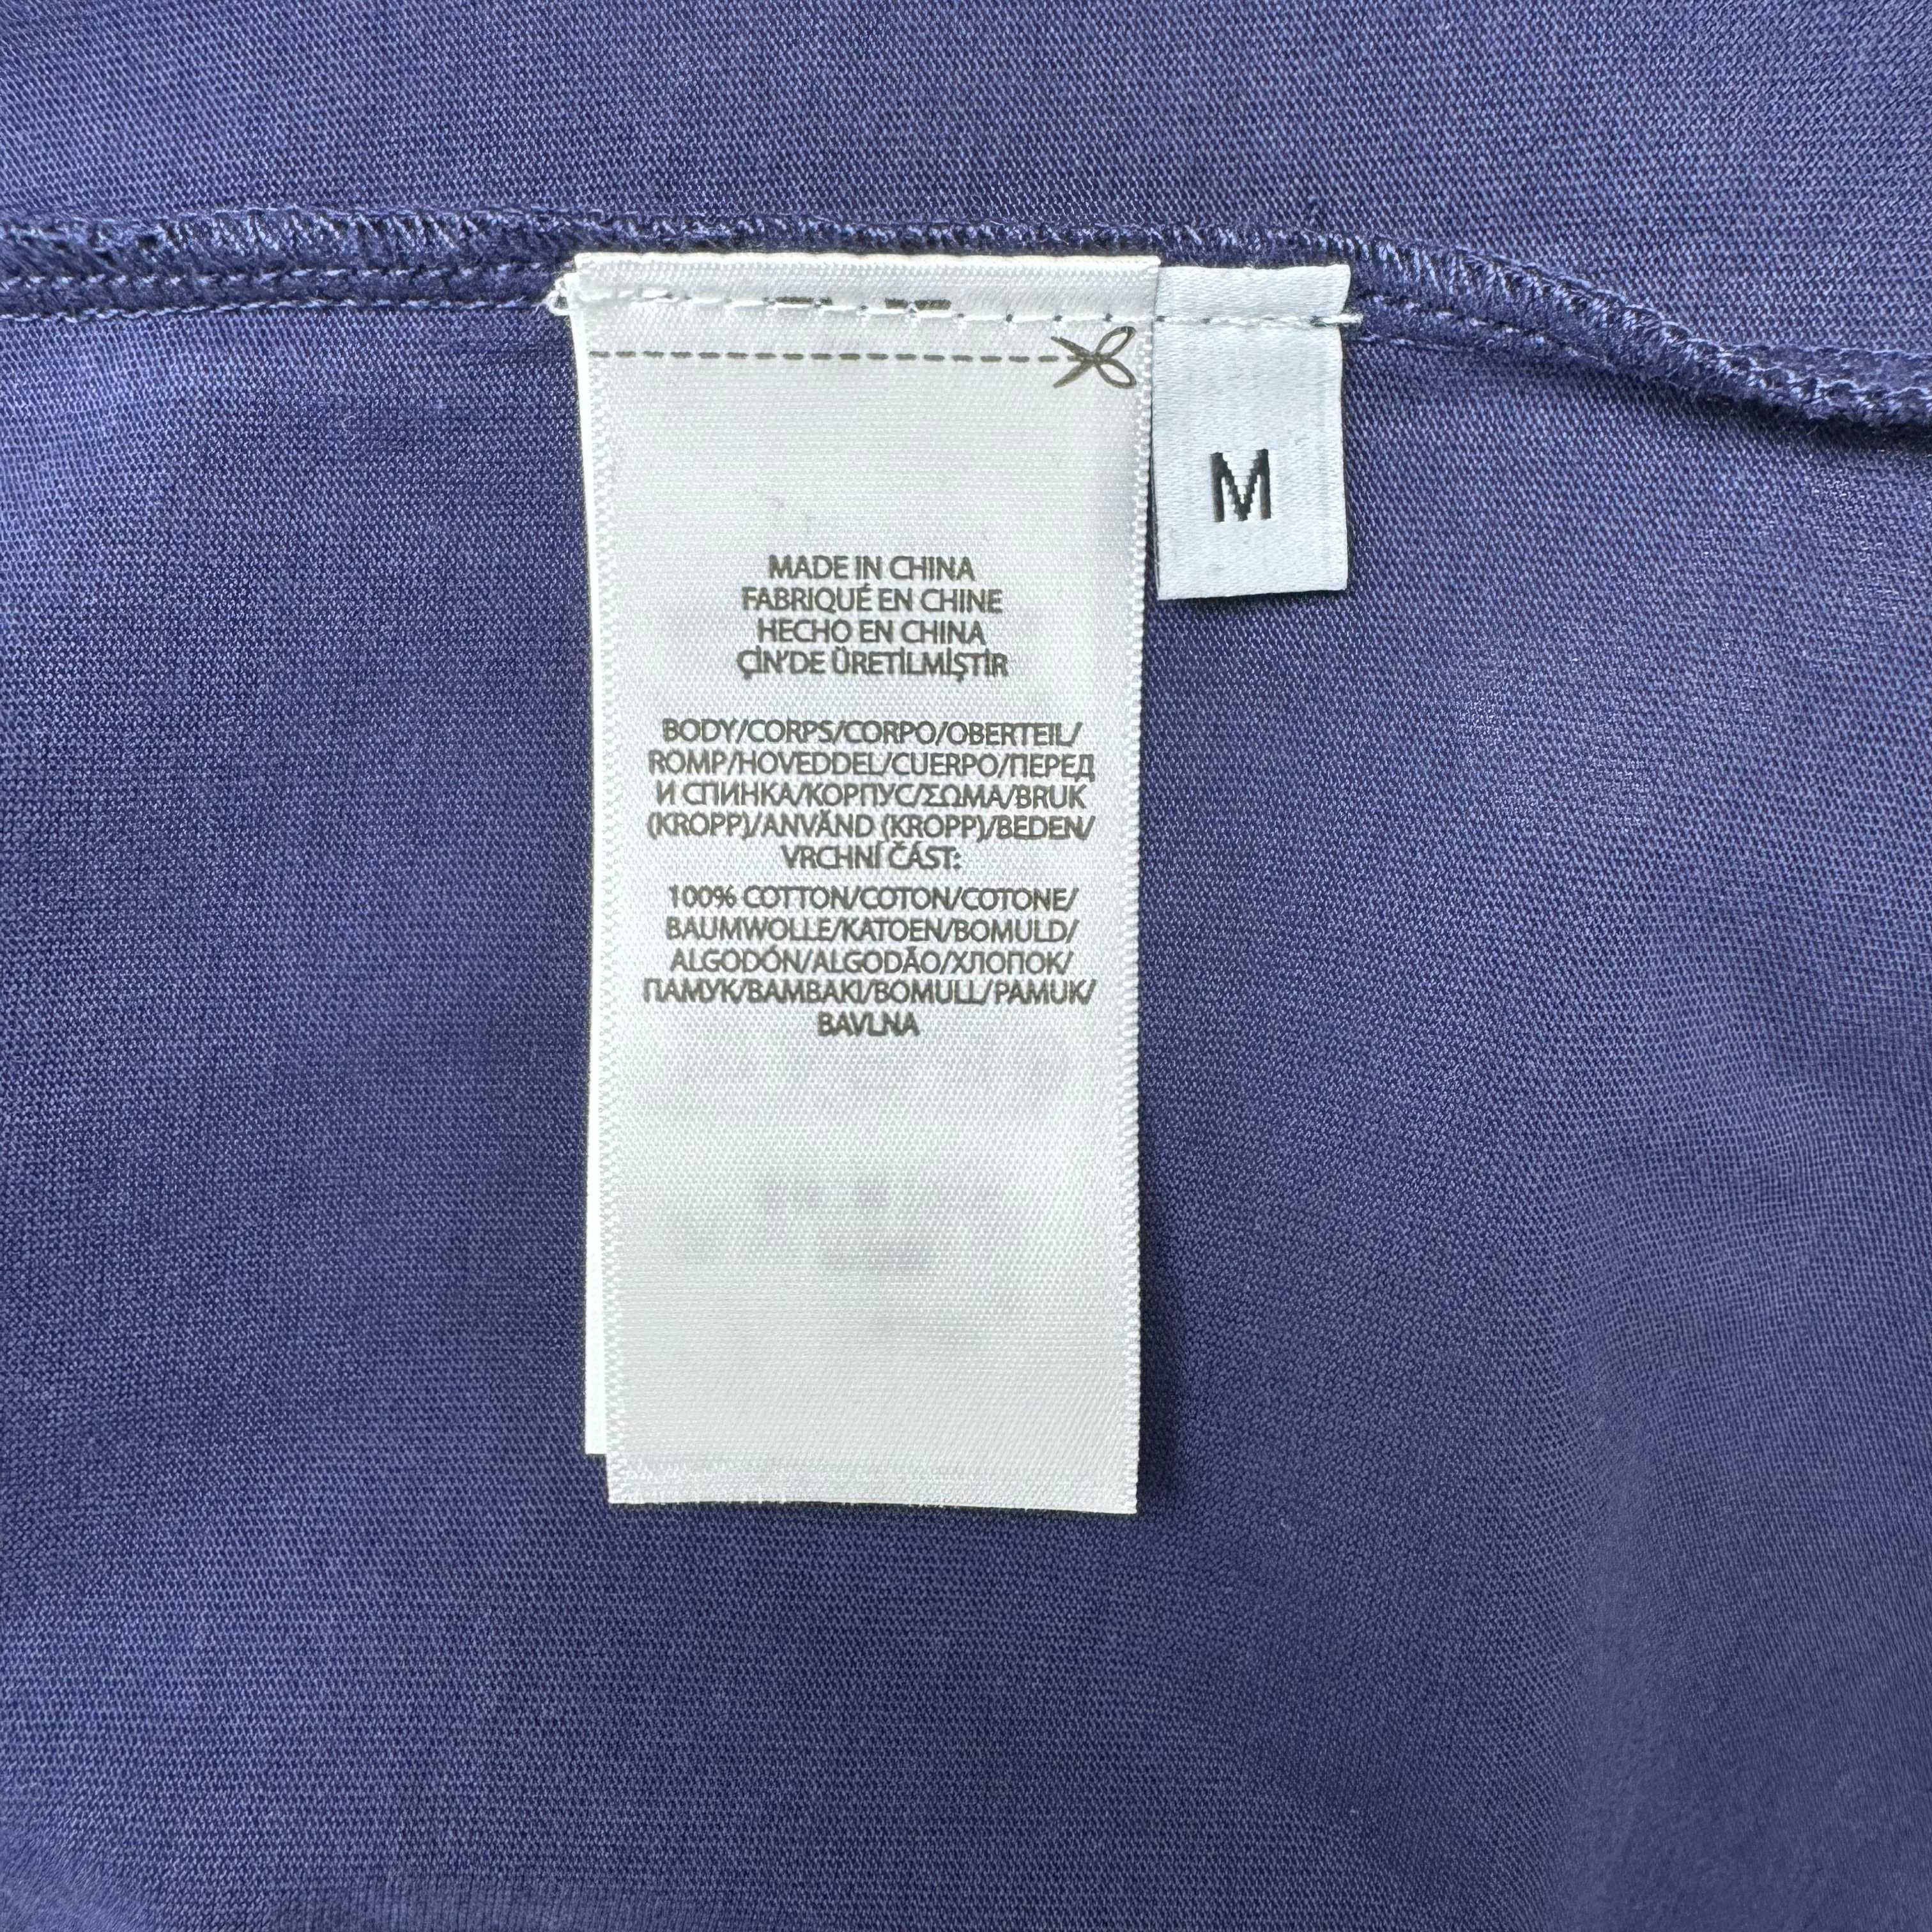 M
MADE IN CHINA
FABRIQUÉ EN CHINE
HECHO EN CHINA
ÇİN'DE ÜRETİLMİŞTİR
BODY/CORPS/CORPO/OBERTEIL/
ROMP/HOVEDDEL/CUERPO/ПЕРЕД
И СПИНКА/КОРПУС/ΣΩΜΑ/BRUK
(KROPP)/ANVÄND (KROPP)/BEDEN/
VRCHNÍ ČÁST:
100% COTTON/COTON/COTONE/
BAUMWOLLE/KATOEN/BOMULD/
ALGODÓN/ALGODÃO/ХЛОПОК/
ПАМУК/BAMBAKI/BOMULL/PAMUK/
BAVLNA